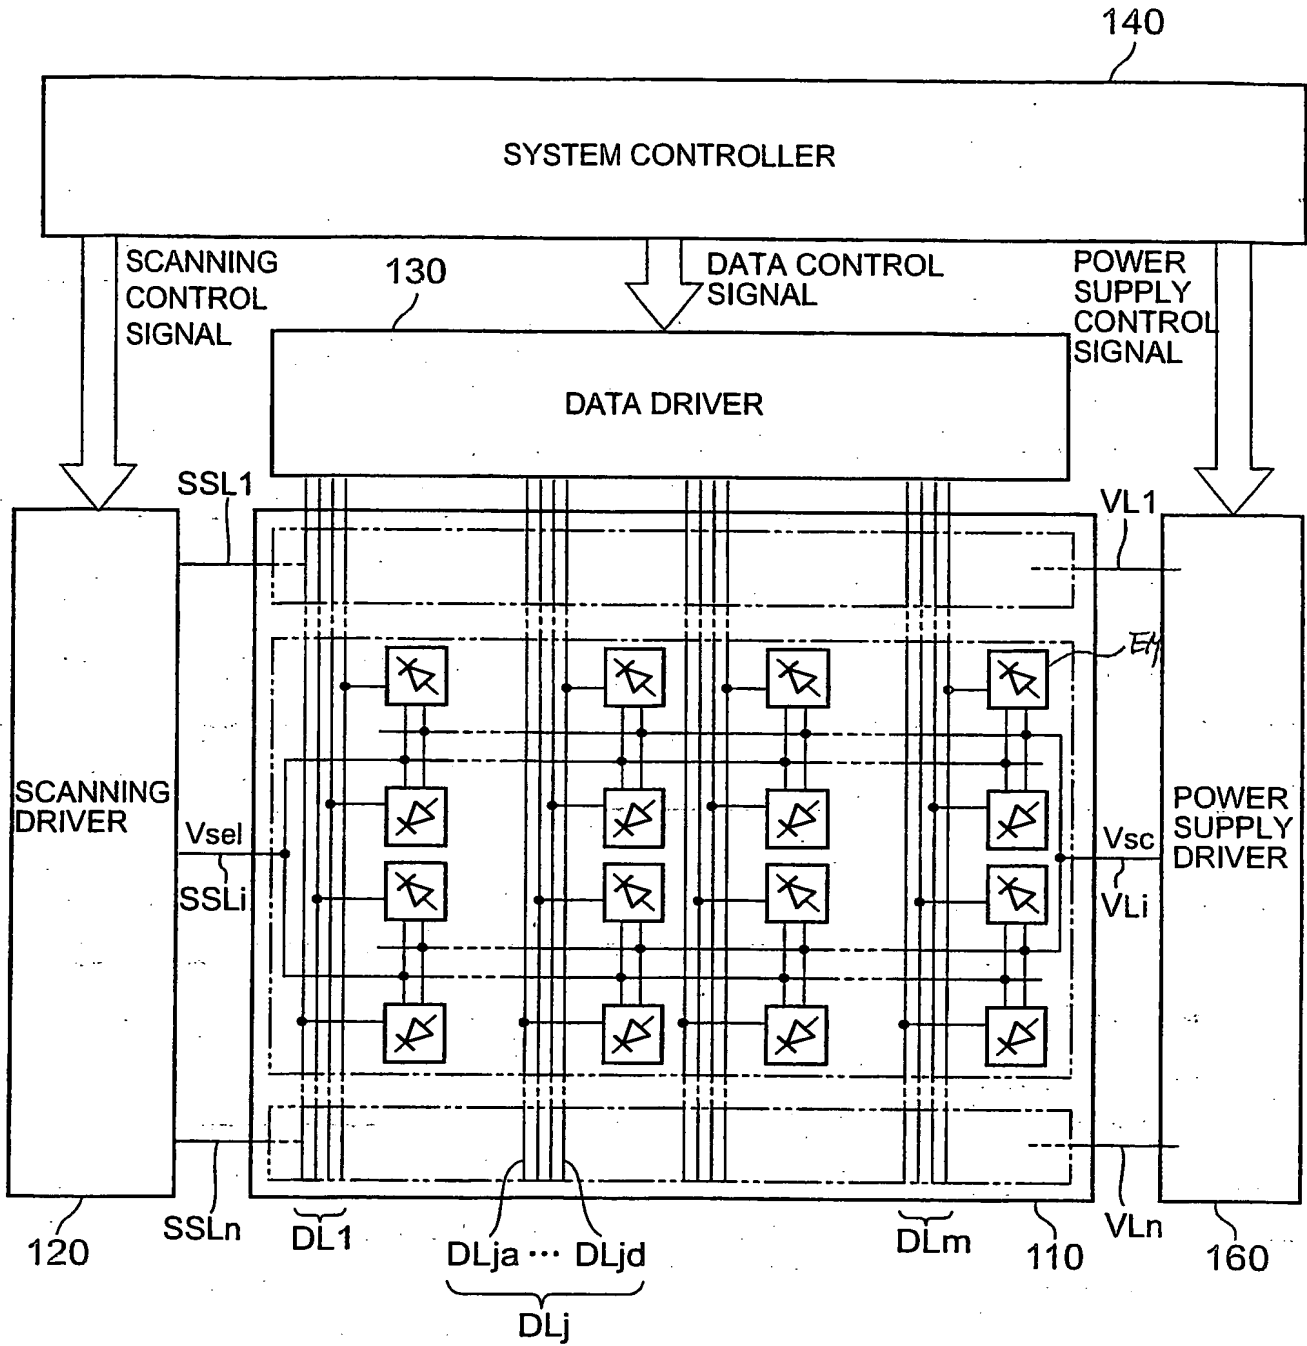 140
SYSTEM CONTROLLER
SCANNING
CONTROL
SIGNAL
130
DATA CONTROL
SIGNAL
POWER
SUPPLY
CONTROL
SIGNAL
DATA DRIVER
SSL1
VL1
EM
SCANNING
DRIVER
Vsel
SSLi
POWER
SUPPLY
DRIVER
Vsc
VLi
120
SSLn
DL1
DLja ··· DLjd
DLj
DLm
110
VLn
160